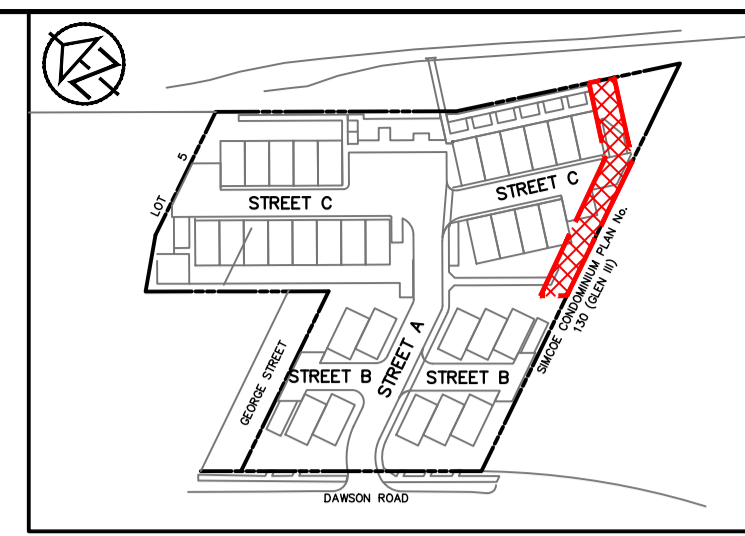 LOT 5
STREET C
STREET C
SIMCOE CONDOMINIUM PLAN No.
130 (GLEN III)
STREET A
GEORGE STREET
STREET B
STREET B
DAWSON ROAD